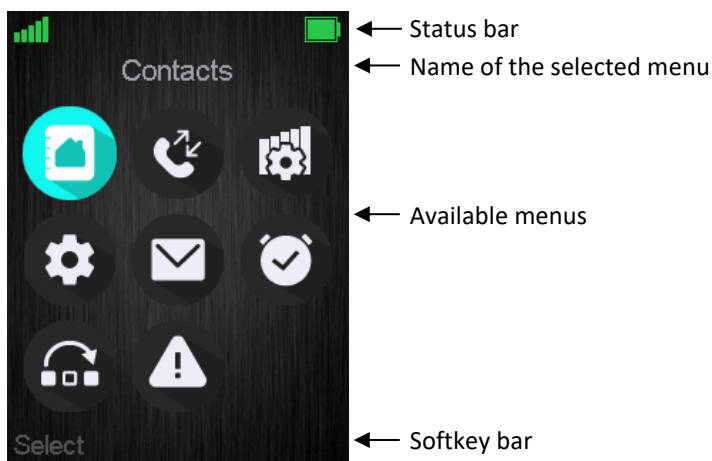 Status bar
Contacts
Name of the selected menu
Available menus
Select
Softkey bar